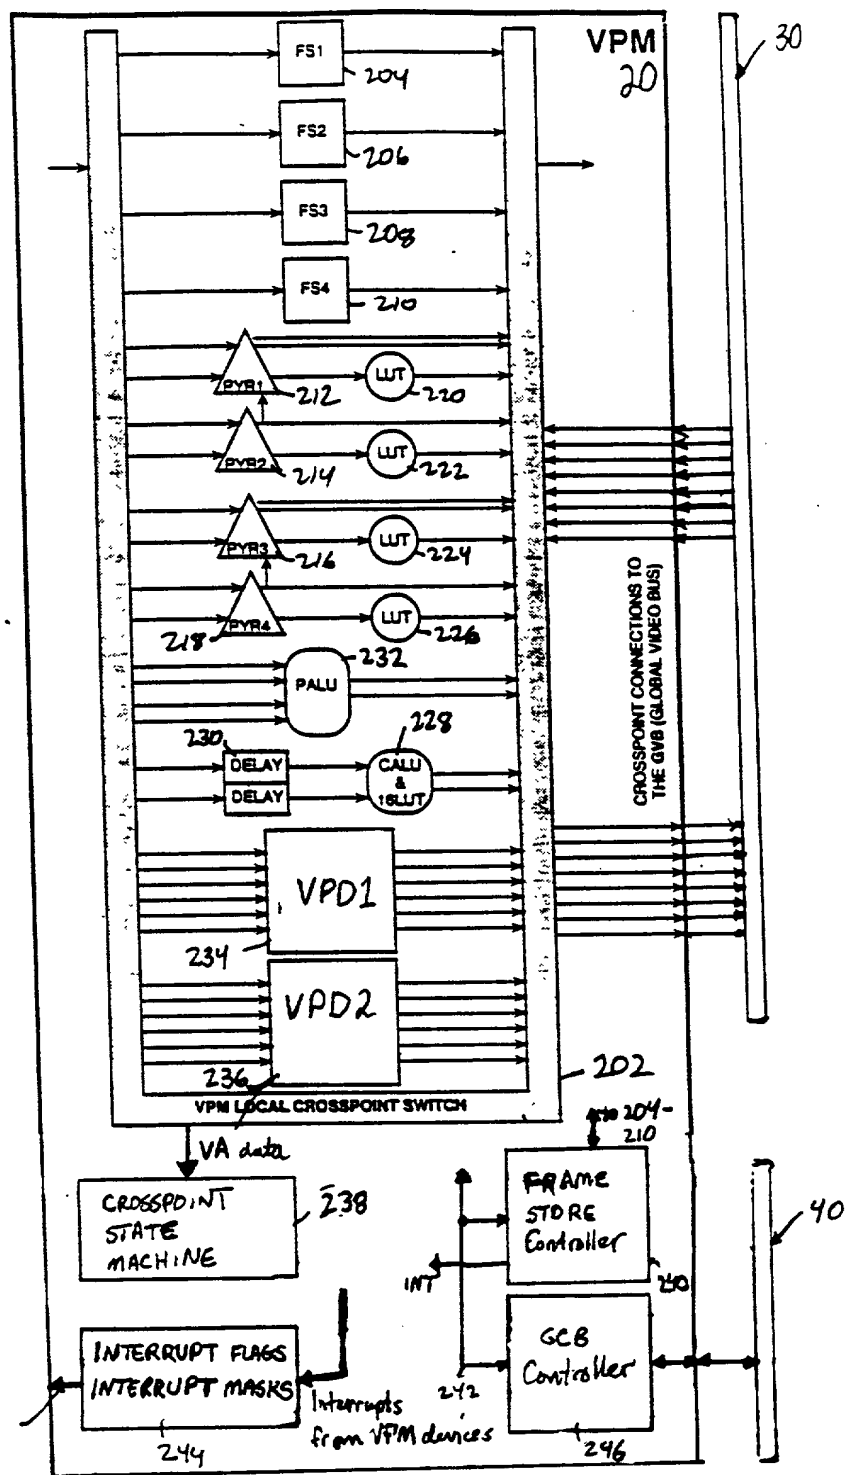 VPM
20
30
FS1
204
FS2
206
FS3
208
FS4
210
PYR1
212
LUT
220
PYR2
214
LUT
222
PYR3
216
LUT
224
PYR4
218
LUT
226
232
PALU
230
228
DELAY
DELAY
CALU
&
16LUT
CROSSPOINT CONNECTIONS TO
THE GVB (GLOBAL VIDEO BUS)
VPD1
234
VPD2
236
202
VPM LOCAL CROSSPOINT SWITCH
VA data
to 204-
210
CROSSPOINT
STATE
MACHINE
238
FRAME
STORE
Controller
240
INT
40
INTERRUPT FLAGS
INTERRUPT MASKS
244
Interrupts
from VPM devices
242
GCB
Controller
246